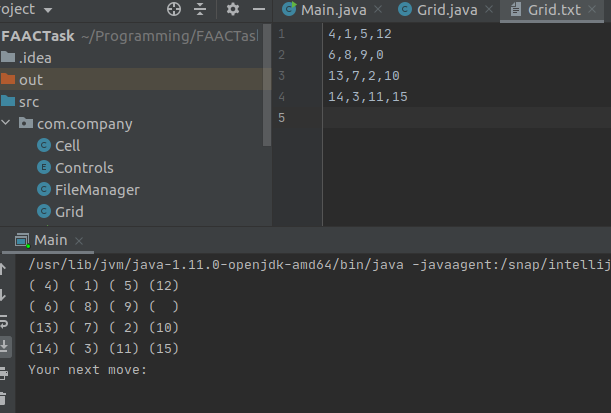 roject
Main.java
Grid.java
Grid.txt
FAACTask ~/Programming/FAACTask
.idea
out
src
com.company
Cell
Controls
FileManager
Grid
1 4,1,5,12
2 6,8,9,0
3 13,7,2,10
4 14,3,11,15
5
Main
/usr/lib/jvm/java-1.11.0-openjdk-amd64/bin/java -javaagent:/snap/intellij
( 4) ( 1) ( 5) (12)
( 6) ( 8) ( 9) (  )
(13) ( 7) ( 2) (10)
(14) ( 3) (11) (15)
Your next move: